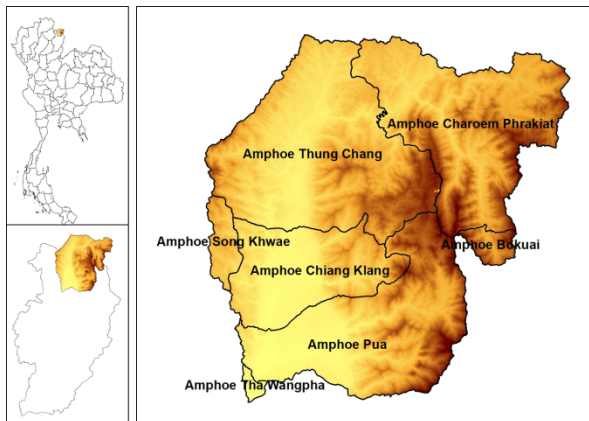 Amphoe Charoem Phrakiat
Amphoe Thung Chang
Amphoe Song Khwae
Amphoe Bokuai
Amphoe Chiang Klang
Amphoe Pua
Amphoe Tha Wangpha